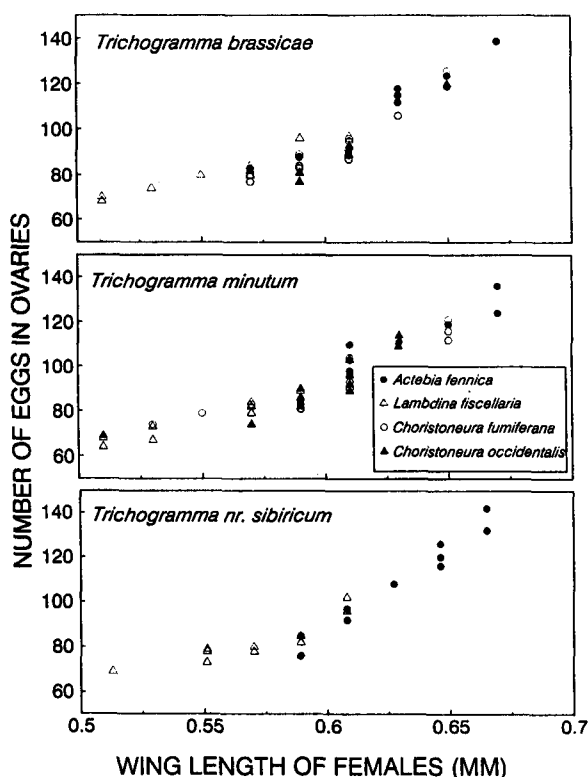 Trichogramma brassicae
140
120
100
80
60
Trichogramma minutum
140
120
100
80
60
Actebia fennica
Lambdina fiscellaria
Choristoneura fumiferana
Choristoneura occidentalis
Trichogramma nr. sibiricum
140
120
100
80
60
0.5
0.55
0.6
0.65
0.7
NUMBER OF EGGS IN OVARIES
WING LENGTH OF FEMALES (MM)